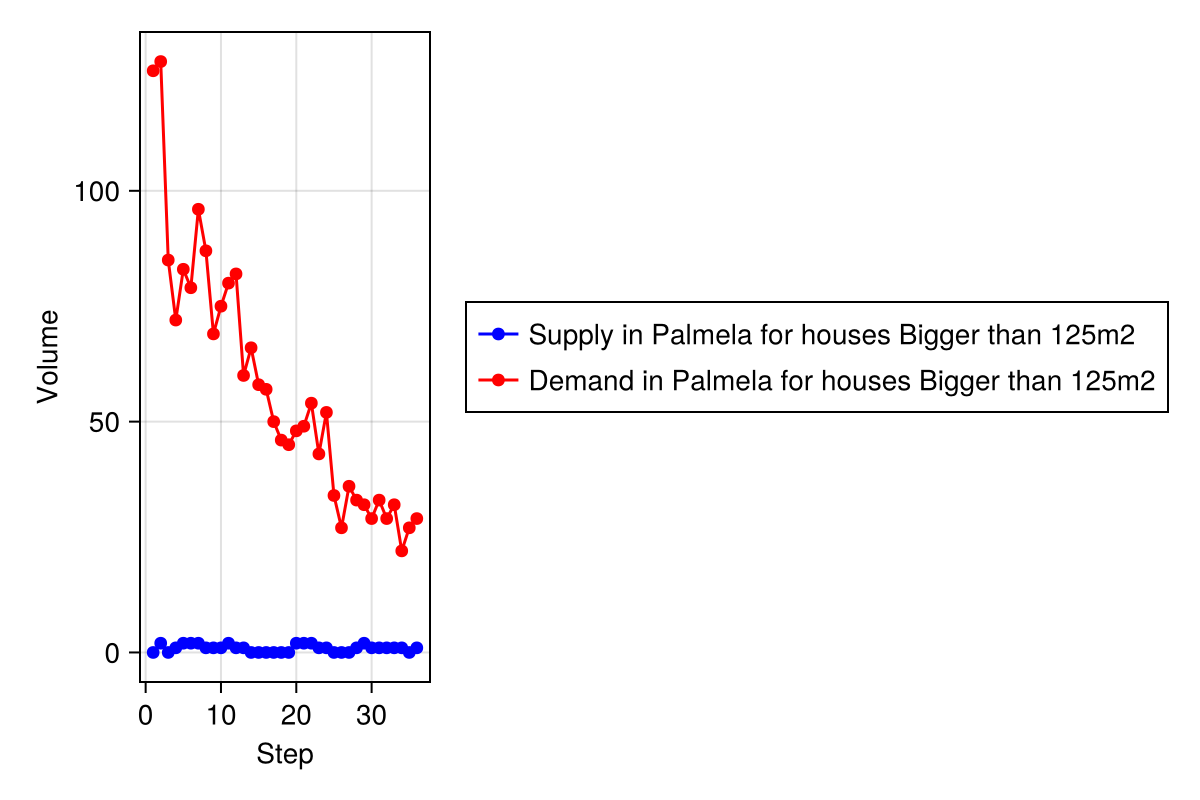 100
50
0
Volume
0 10 20 30
Step
Supply in Palmela for houses Bigger than 125m2
Demand in Palmela for houses Bigger than 125m2